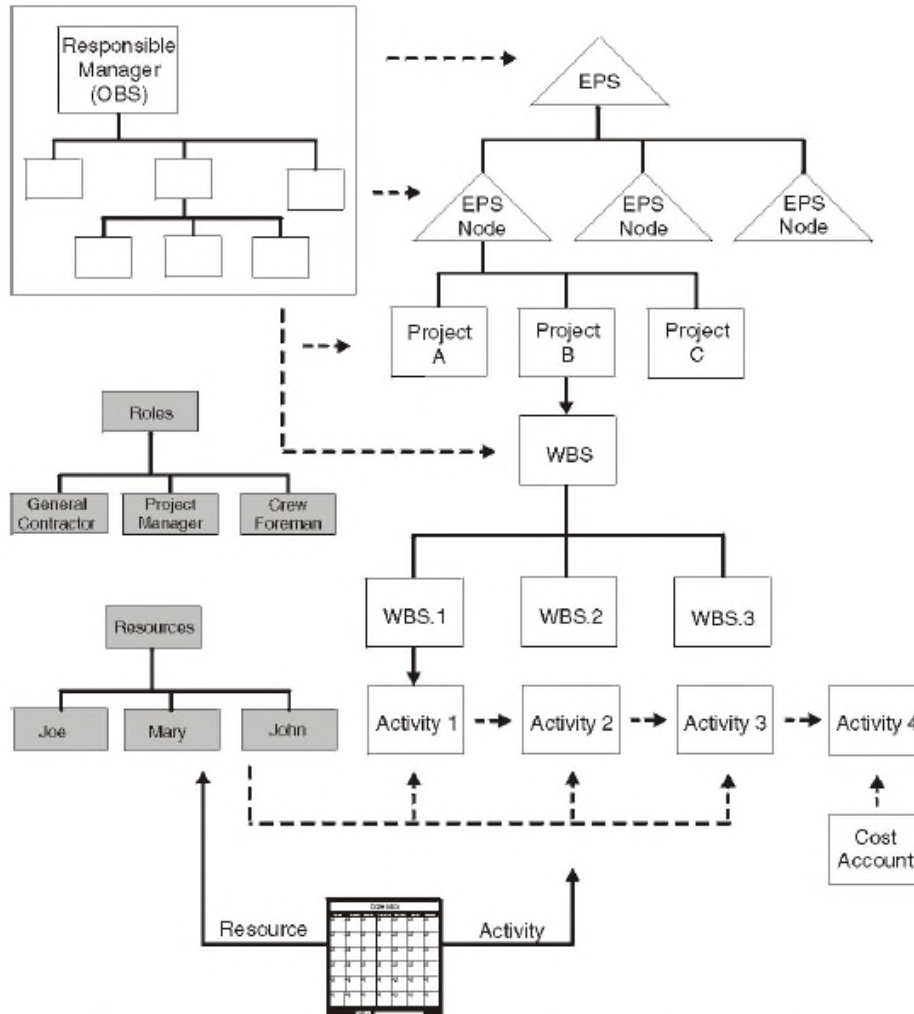 Responsible
Manager
(OBS)
EPS
EPS
Node
EPS
Node
EPS
Node
Project
A
Project
B
Project
C
Roles
WBS
General
Contractor
Project
Manager
Crew
Foreman
WBS.1
WBS.2
WBS.3
Resources
Joe
Mary
John
Activity 1
Activity 2
Activity 3
Activity 4
Cost
Account
Resource
Activity